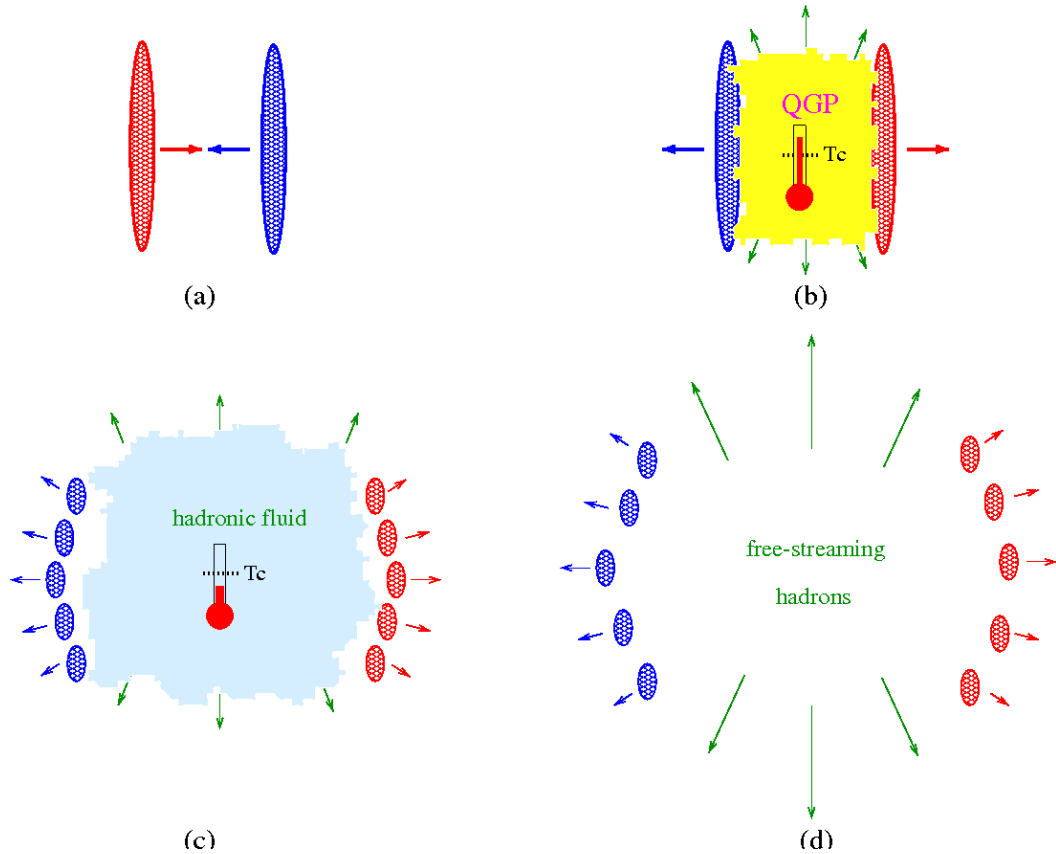 (a)
QGP
Tc
(b)
hadronic fluid
Tc
(c)
free-streaming
hadrons
(d)